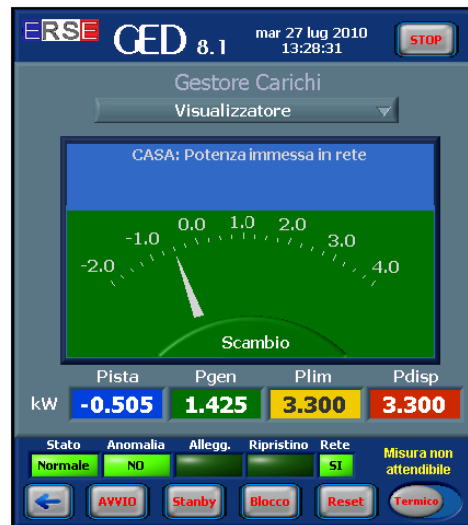 ERSE GED 8.1 mar 27 lug 2010
13:28:31
STOP
Gestore Carichi
Visualizzatore
CASA: Potenza immessa in rete
-2.0 -1.0 0.0 1.0 2.0 3.0 4.0
Scambio
Pista Pgen Plim Pdisp
kW -0.505 1.425 3.300 3.300
Stato Anomalia Allegg. Ripristino Rete
Normale NO SI
Misura non
attendibile
AVVIO Stanby Blocco Reset Termico